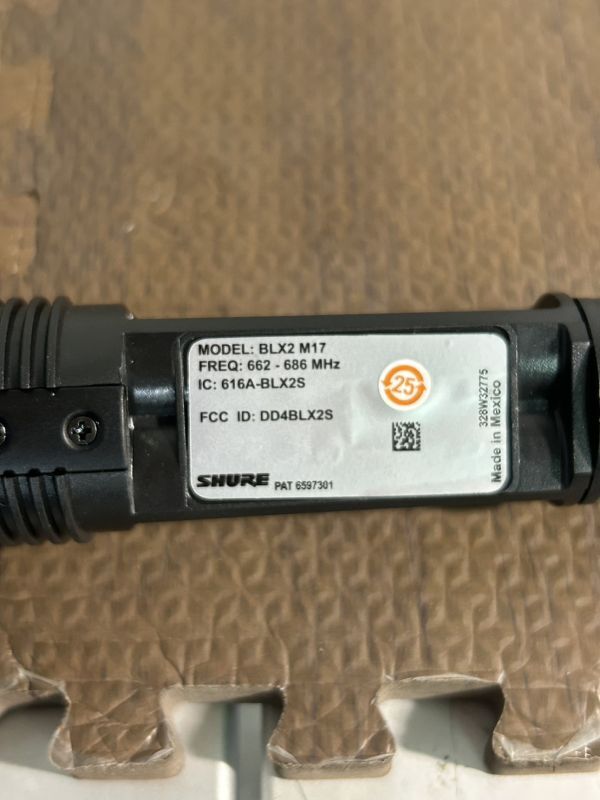 MODEL: BLX2 M17
FREQ: 662 - 686 MHz
IC: 616A-BLX2S
FCC ID: DD4BLX2S
25
SHURE PAT 6597301
328W32775
Made in Mexico